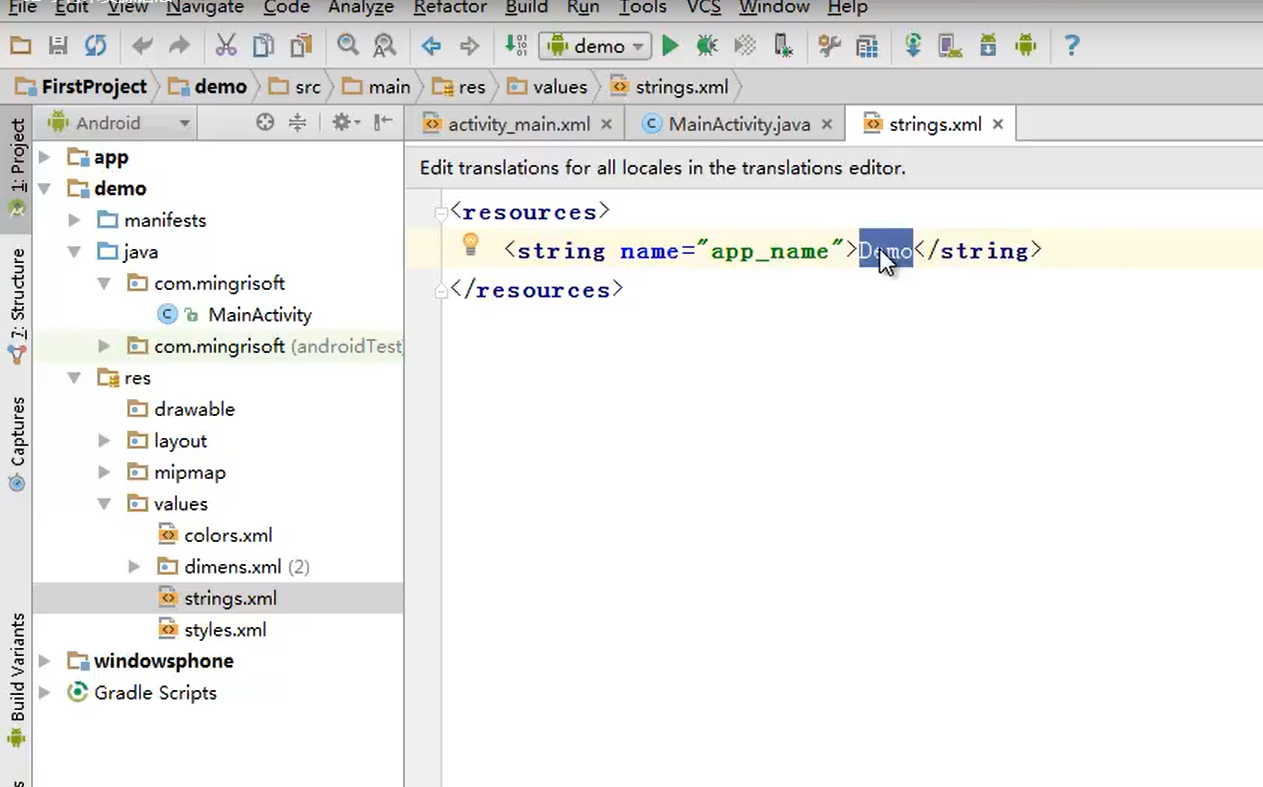 File Edit View Navigate Code Analyze Refactor Build Run Tools VCS Window Help
demo
FirstProject demo src main res values strings.xml
Android
activity_main.xml MainActivity.java strings.xml
Edit translations for all locales in the translations editor.
<resources>
<string name="app_name">Demo</string>
</resources>
app
demo
manifests
java
com.mingrisoft
MainActivity
com.mingrisoft (androidTest)
res
drawable
layout
mipmap
values
colors.xml
dimens.xml (2)
strings.xml
styles.xml
windowsphone
Gradle Scripts
1: Project
7: Structure
Captures
Build Variants